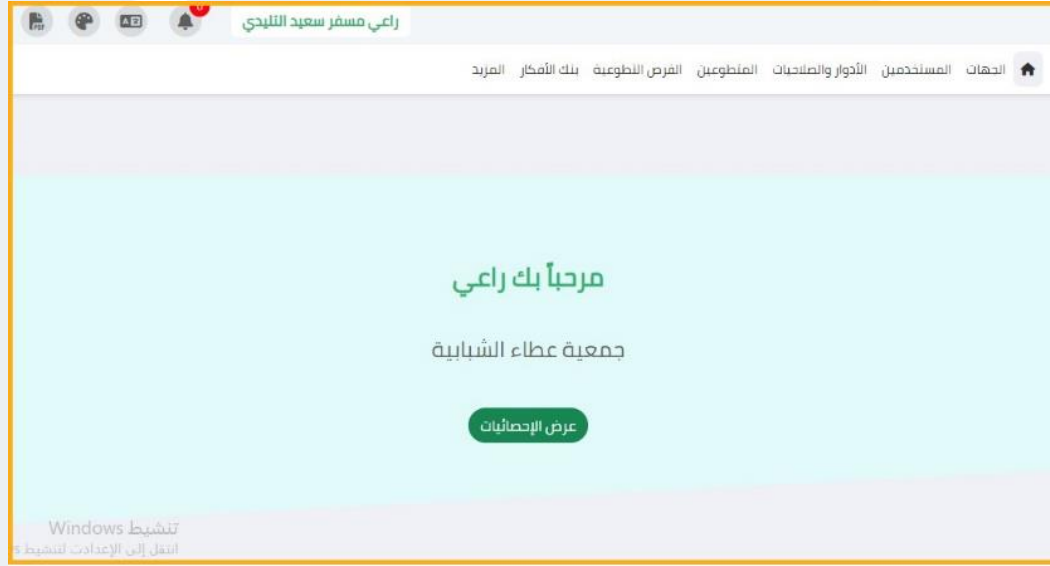 راعي مسفر سعيد التليدي
الجهات المستخدمين الأدوار والصلاحيات المتطوعين الفرص التطوعية بنك الأفكار المزيد
مرحباً بك راعي
جمعية عطاء الشبابية
عرض الإحصائيات
تنشيط Windows
انتقل إلى الإعدادات لتنشيط s